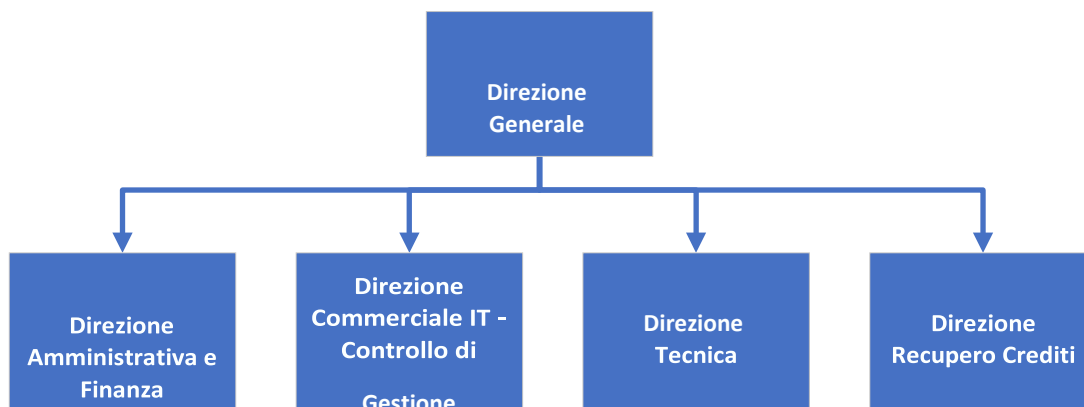 Direzione
Generale
Direzione
Amministrativa e
Finanza
Direzione
Commerciale IT -
Controllo di
Gestione
Direzione
Tecnica
Direzione
Recupero Crediti